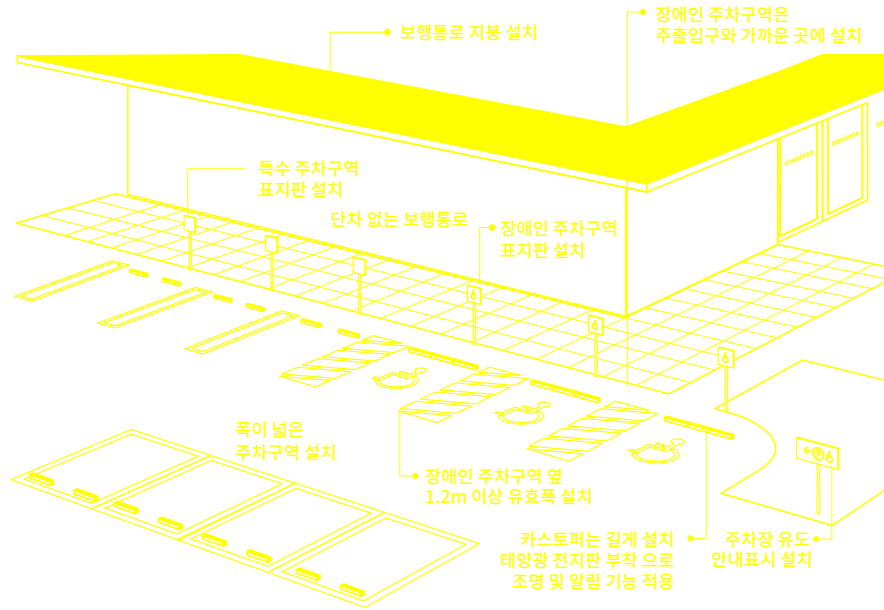 보행통로 지붕 설치
장애인 주차구역은
주출입구와 가까운 곳에 설치
특수 주차구역
표지판 설치
단차 없는 보행통로
장애인 주차구역
표지판 설치
폭이 넓은
주차구역 설치
장애인 주차구역 옆
1.2m 이상 유효폭 설치
카스토퍼는 길게 설치
태양광 전지판 부착 으로
조명 및 알림 기능 적용
주차장 유도
안내표시 설치